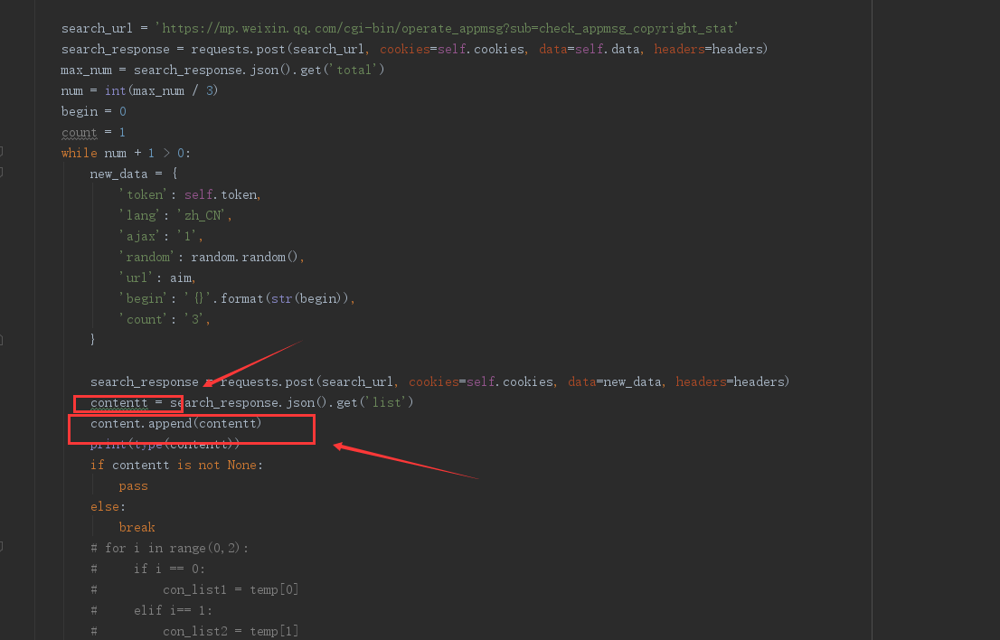 search_url = 'https://mp.weixin.qq.com/cgi-bin/operate_appmsg?sub=check_appmsg_copyright_stat'
search_response = requests.post(search_url, cookies=self.cookies, data=self.data, headers=headers)
max_num = search_response.json().get('total')
num = int(max_num / 3)
begin = 0
count = 1
while num + 1 > 0:
new_data = {
'token': self.token,
'lang': 'zh_CN',
'ajax': '1',
'random': random.random(),
'url': aim,
'begin': '{}'.format(str(begin)),
'count': '3',
}
search_response = requests.post(search_url, cookies=self.cookies, data=new_data, headers=headers)
contentt = search_response.json().get('list')
content.append(contentt)
print(type(contentt))
if contentt is not None:
pass
else:
break
# for i in range(0,2):
# if i == 0:
# con_list1 = temp[0]
# elif i== 1:
# con_list2 = temp[1]